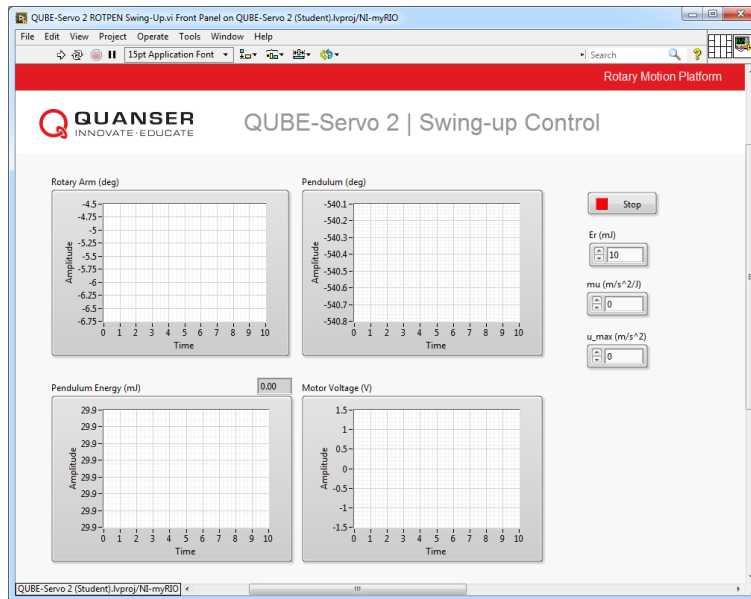 QUBE-Servo 2 ROTPEN Swing-Up.vi Front Panel on QUBE-Servo 2 (Student).lvproj/NI-myRIO
File Edit View Project Operate Tools Window Help
15pt Application Font
Search
Rotary Motion Platform
QUANSER
INNOVATE·EDUCATE
QUBE-Servo 2 | Swing-up Control
Rotary Arm (deg)
Amplitude
-4.5
-4.75
-5
-5.25
-5.5
-5.75
-6
-6.25
-6.5
-6.75
0 1 2 3 4 5 6 7 8 9 10
Time
Pendulum (deg)
Amplitude
-540.1
-540.2
-540.3
-540.4
-540.5
-540.6
-540.7
-540.8
0 1 2 3 4 5 6 7 8 9 10
Time
Stop
Er (mJ)
10
mu (m/s^2/J)
0
u_max (m/s^2)
0
Pendulum Energy (mJ)
0.00
Amplitude
29.9
29.9
29.9
29.9
29.9
29.9
29.9
29.9
0 1 2 3 4 5 6 7 8 9 10
Time
Motor Voltage (V)
Amplitude
1.5
1
0.5
0
-0.5
-1
-1.5
0 1 2 3 4 5 6 7 8 9 10
Time
QUBE-Servo 2 (Student).lvproj/NI-myRIO